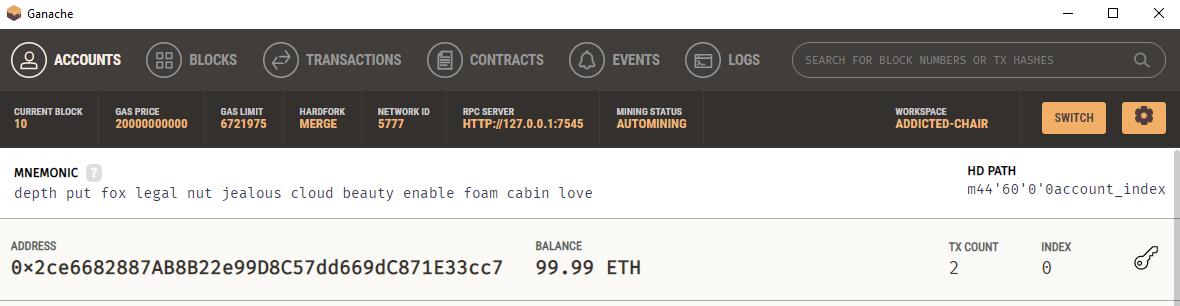 Ganache
ACCOUNTS BLOCKS TRANSACTIONS CONTRACTS EVENTS LOGS SEARCH FOR BLOCK NUMBERS OR TX HASHES
CURRENT BLOCK GAS PRICE GAS LIMIT HARDFORK NETWORK ID RPC SERVER MINING STATUS WORKSPACE
10 20000000000 6721975 MERGE 5777 HTTP://127.0.0.1:7545 AUTOMINING ADDICTED-CHAIR SWITCH
MNEMONIC ? HD PATH
depth put fox legal nut jealous cloud beauty enable foam cabin love m44'60'0'0account_index
ADDRESS BALANCE TX COUNT INDEX
0×2ce6682887AB8B22e99D8C57dd669dC871E33cc7 99.99 ETH 2 0